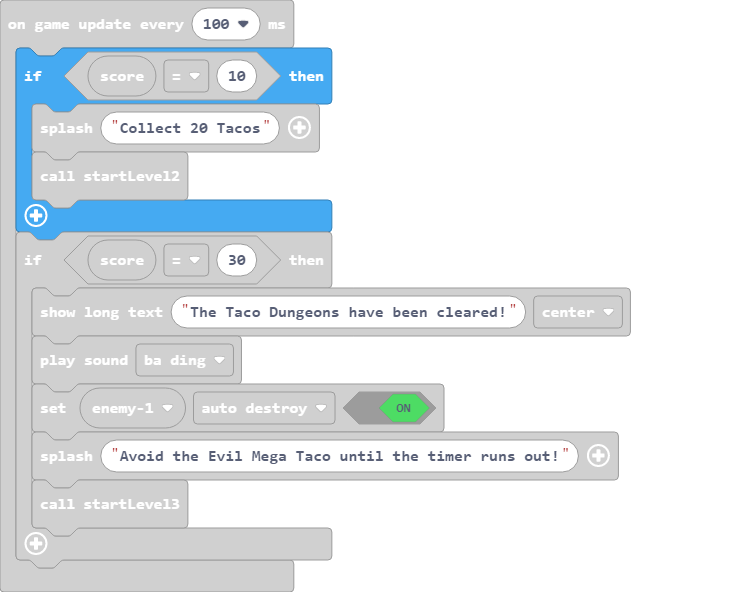 on game update every 100 ms
if score = 10 then
splash "Collect 20 Tacos"
call startLevel2
if score = 30 then
show long text "The Taco Dungeons have been cleared!" center
play sound ba ding
set enemy-1 auto destroy ON
splash "Avoid the Evil Mega Taco until the timer runs out!"
call startLevel3